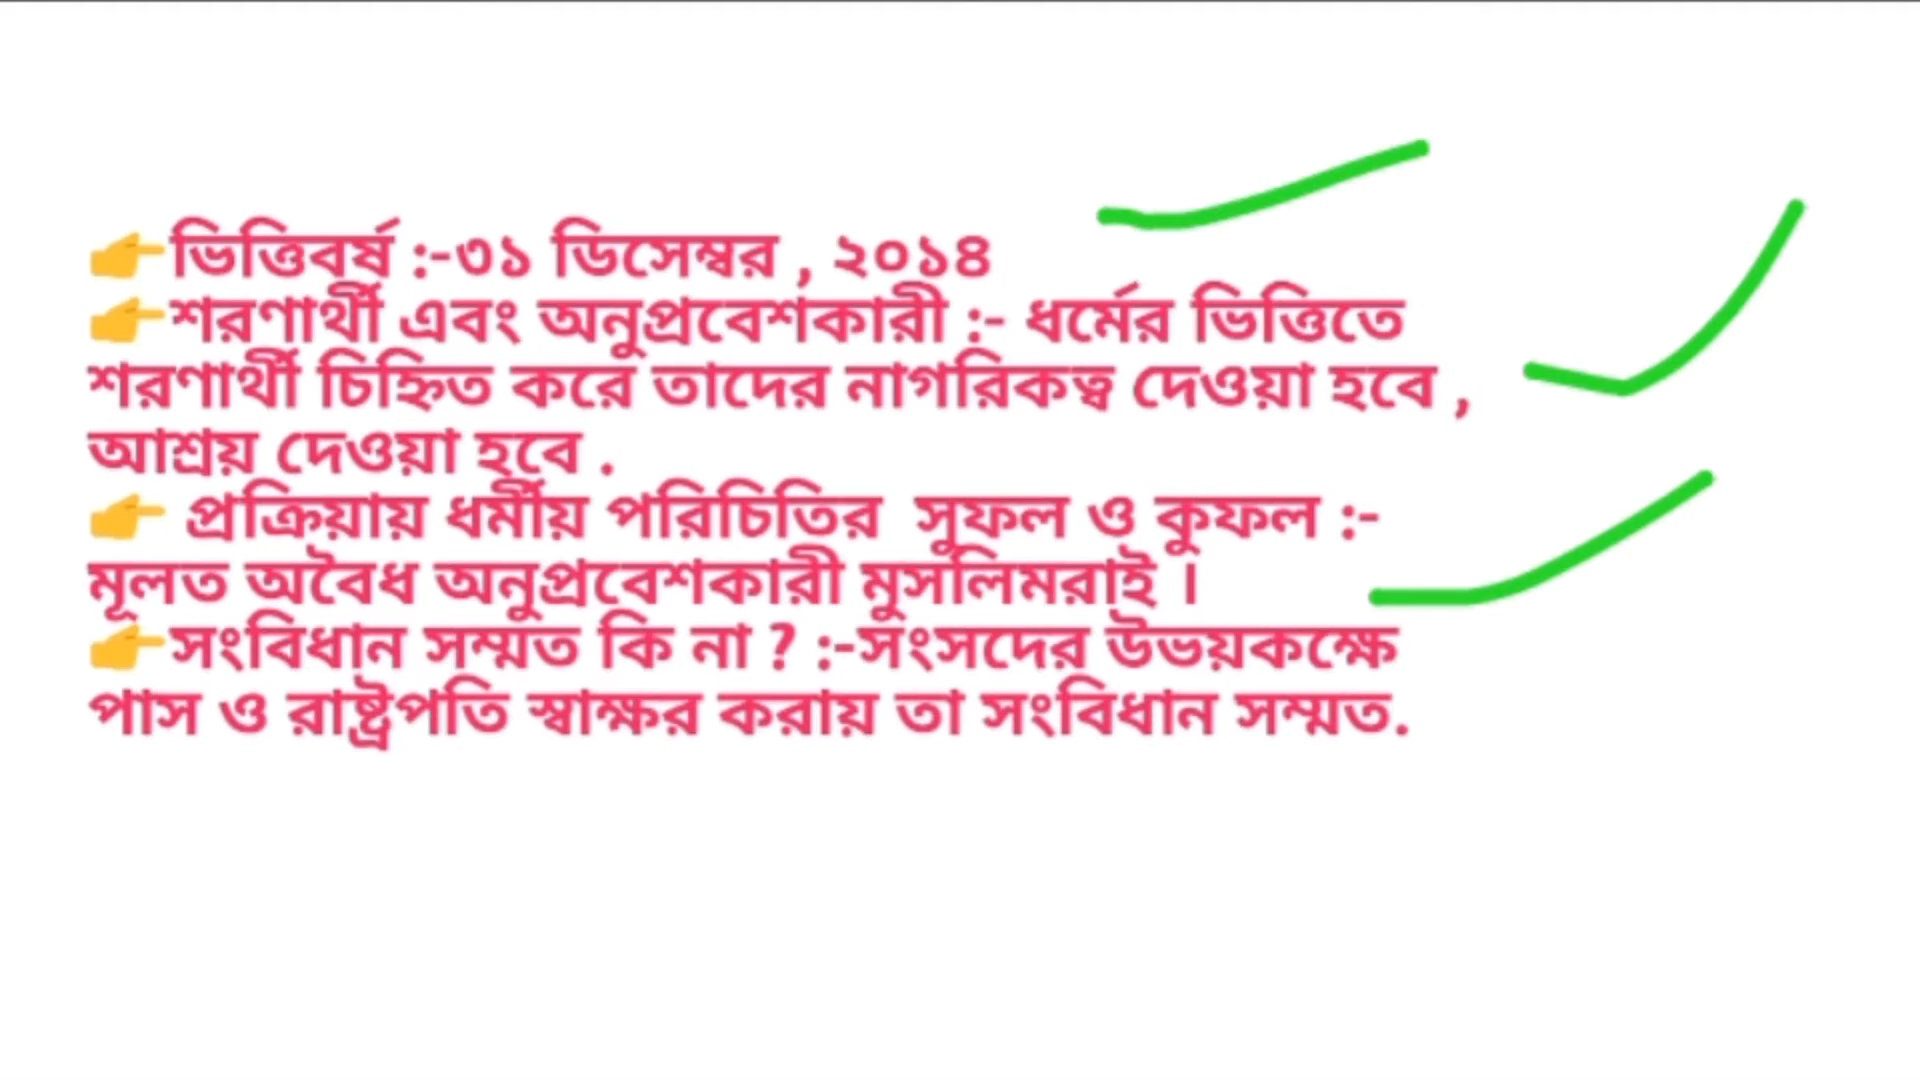 👉ভিত্তিবর্ষ :-৩১ ডিসেম্বর , ২০১৪
👉শরণার্থী এবং অনুপ্রবেশকারী :- ধর্মের ভিত্তিতে
শরণার্থী চিহ্নিত করে তাদের নাগরিকত্ব দেওয়া হবে ,
আশ্রয় দেওয়া হবে .
👉 প্রক্রিয়ায় ধর্মীয় পরিচিতির সুফল ও কুফল :-
মূলত অবৈধ অনুপ্রবেশকারী মুসলিমরাই ।
👉সংবিধান সম্মত কি না ? :-সংসদের উভয়কক্ষে
পাস ও রাষ্ট্রপতি স্বাক্ষর করায় তা সংবিধান সম্মত.